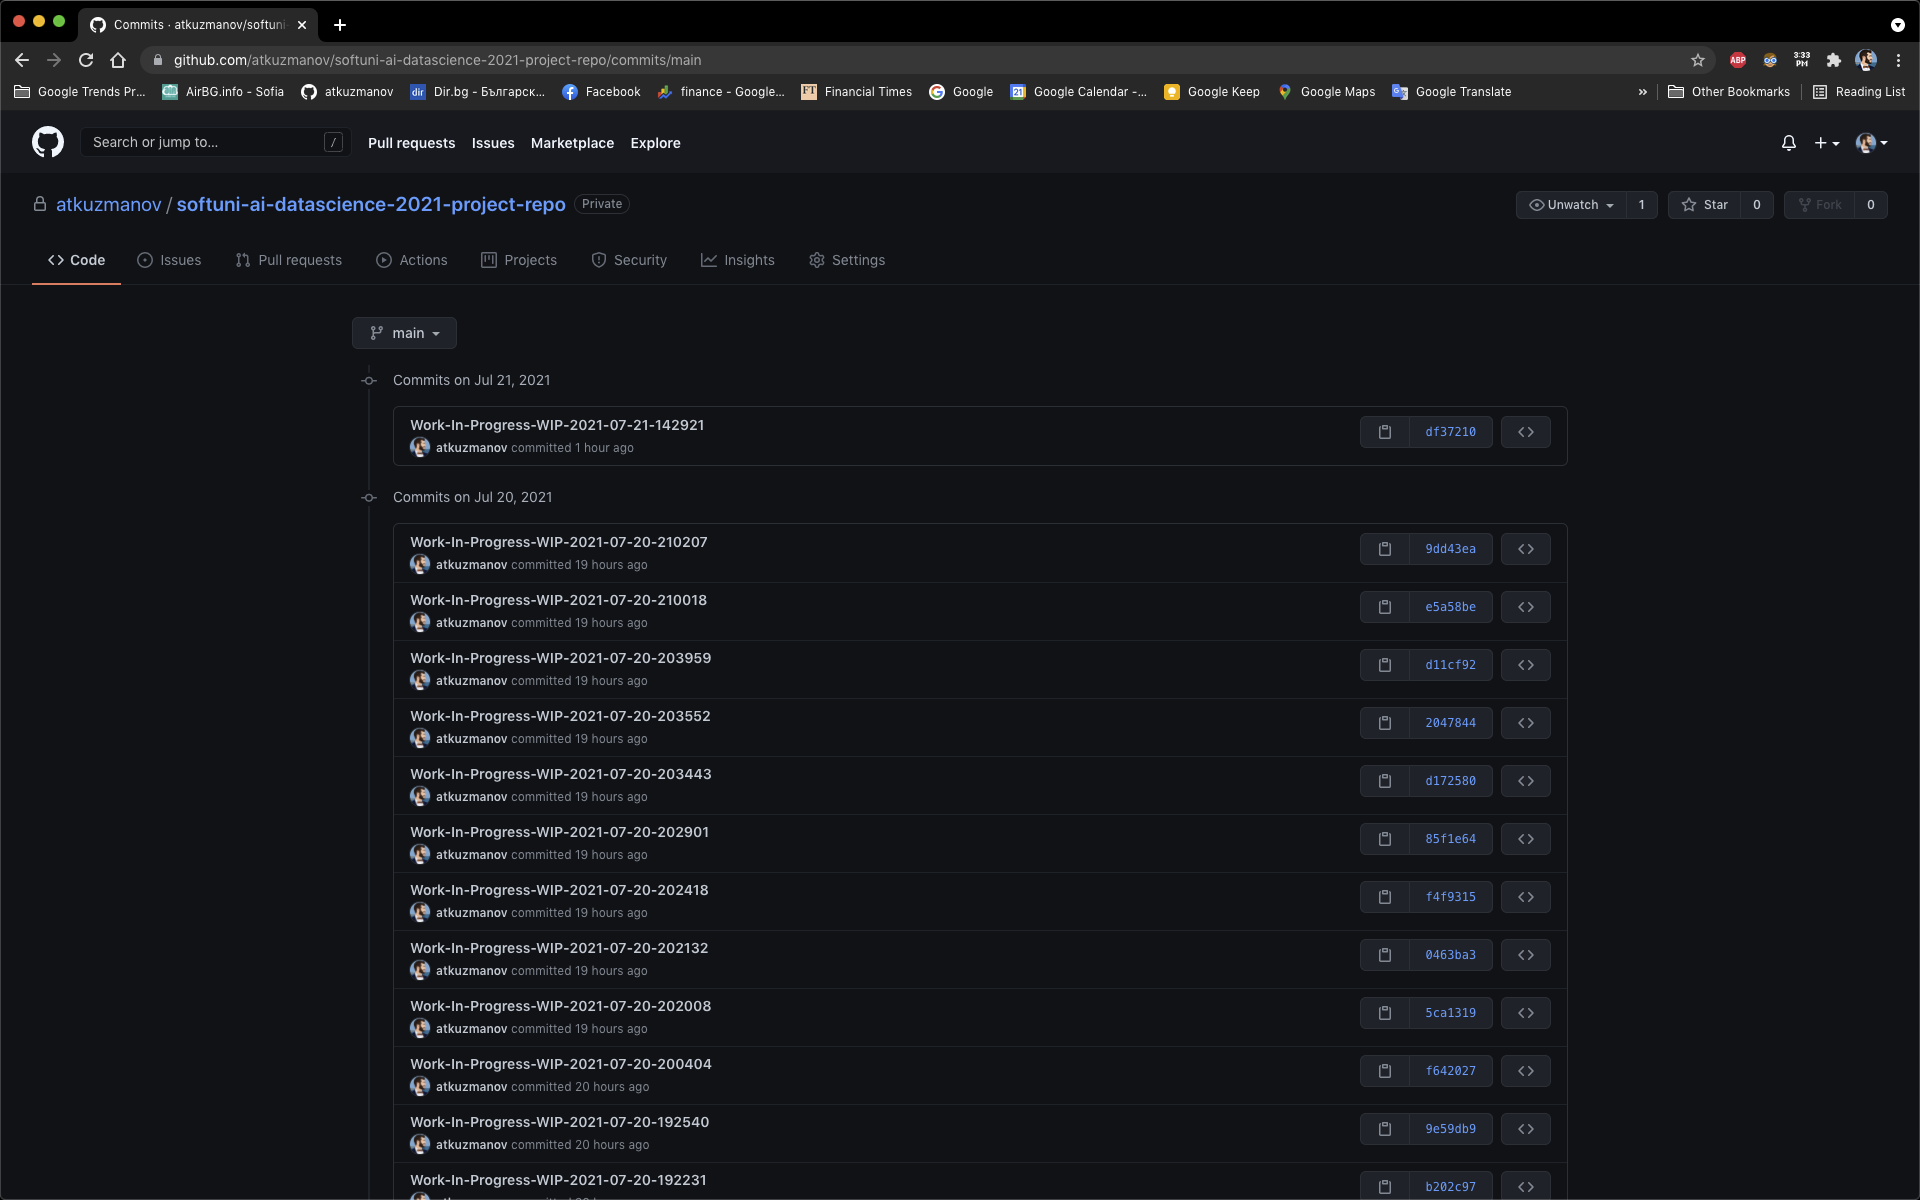 Commits · atkuzmanov/softuni-
github.com/atkuzmanov/softuni-ai-datascience-2021-project-repo/commits/main
ABP
3:33 PM
Google Trends Pr...
AirBG.info - Sofia
atkuzmanov
dir
Dir.bg - Българск...
Facebook
finance - Google...
FT
Financial Times
Google
21
Google Calendar -...
Google Keep
Google Maps
Google Translate
»
Other Bookmarks
Reading List
Search or jump to...
/
Pull requests
Issues
Marketplace
Explore
atkuzmanov / softuni-ai-datascience-2021-project-repo Private
Unwatch 1
Star 0
Fork 0
Code
Issues
Pull requests
Actions
Projects
Security
Insights
Settings
main
Commits on Jul 21, 2021
Work-In-Progress-WIP-2021-07-21-142921
atkuzmanov committed 1 hour ago
df37210
Commits on Jul 20, 2021
Work-In-Progress-WIP-2021-07-20-210207
atkuzmanov committed 19 hours ago
9dd43ea
Work-In-Progress-WIP-2021-07-20-210018
atkuzmanov committed 19 hours ago
e5a58be
Work-In-Progress-WIP-2021-07-20-203959
atkuzmanov committed 19 hours ago
d11cf92
Work-In-Progress-WIP-2021-07-20-203552
atkuzmanov committed 19 hours ago
2047844
Work-In-Progress-WIP-2021-07-20-203443
atkuzmanov committed 19 hours ago
d172580
Work-In-Progress-WIP-2021-07-20-202901
atkuzmanov committed 19 hours ago
85f1e64
Work-In-Progress-WIP-2021-07-20-202418
atkuzmanov committed 19 hours ago
f4f9315
Work-In-Progress-WIP-2021-07-20-202132
atkuzmanov committed 19 hours ago
0463ba3
Work-In-Progress-WIP-2021-07-20-202008
atkuzmanov committed 19 hours ago
5ca1319
Work-In-Progress-WIP-2021-07-20-200404
atkuzmanov committed 20 hours ago
f642027
Work-In-Progress-WIP-2021-07-20-192540
atkuzmanov committed 20 hours ago
9e59db9
Work-In-Progress-WIP-2021-07-20-192231
b202c97